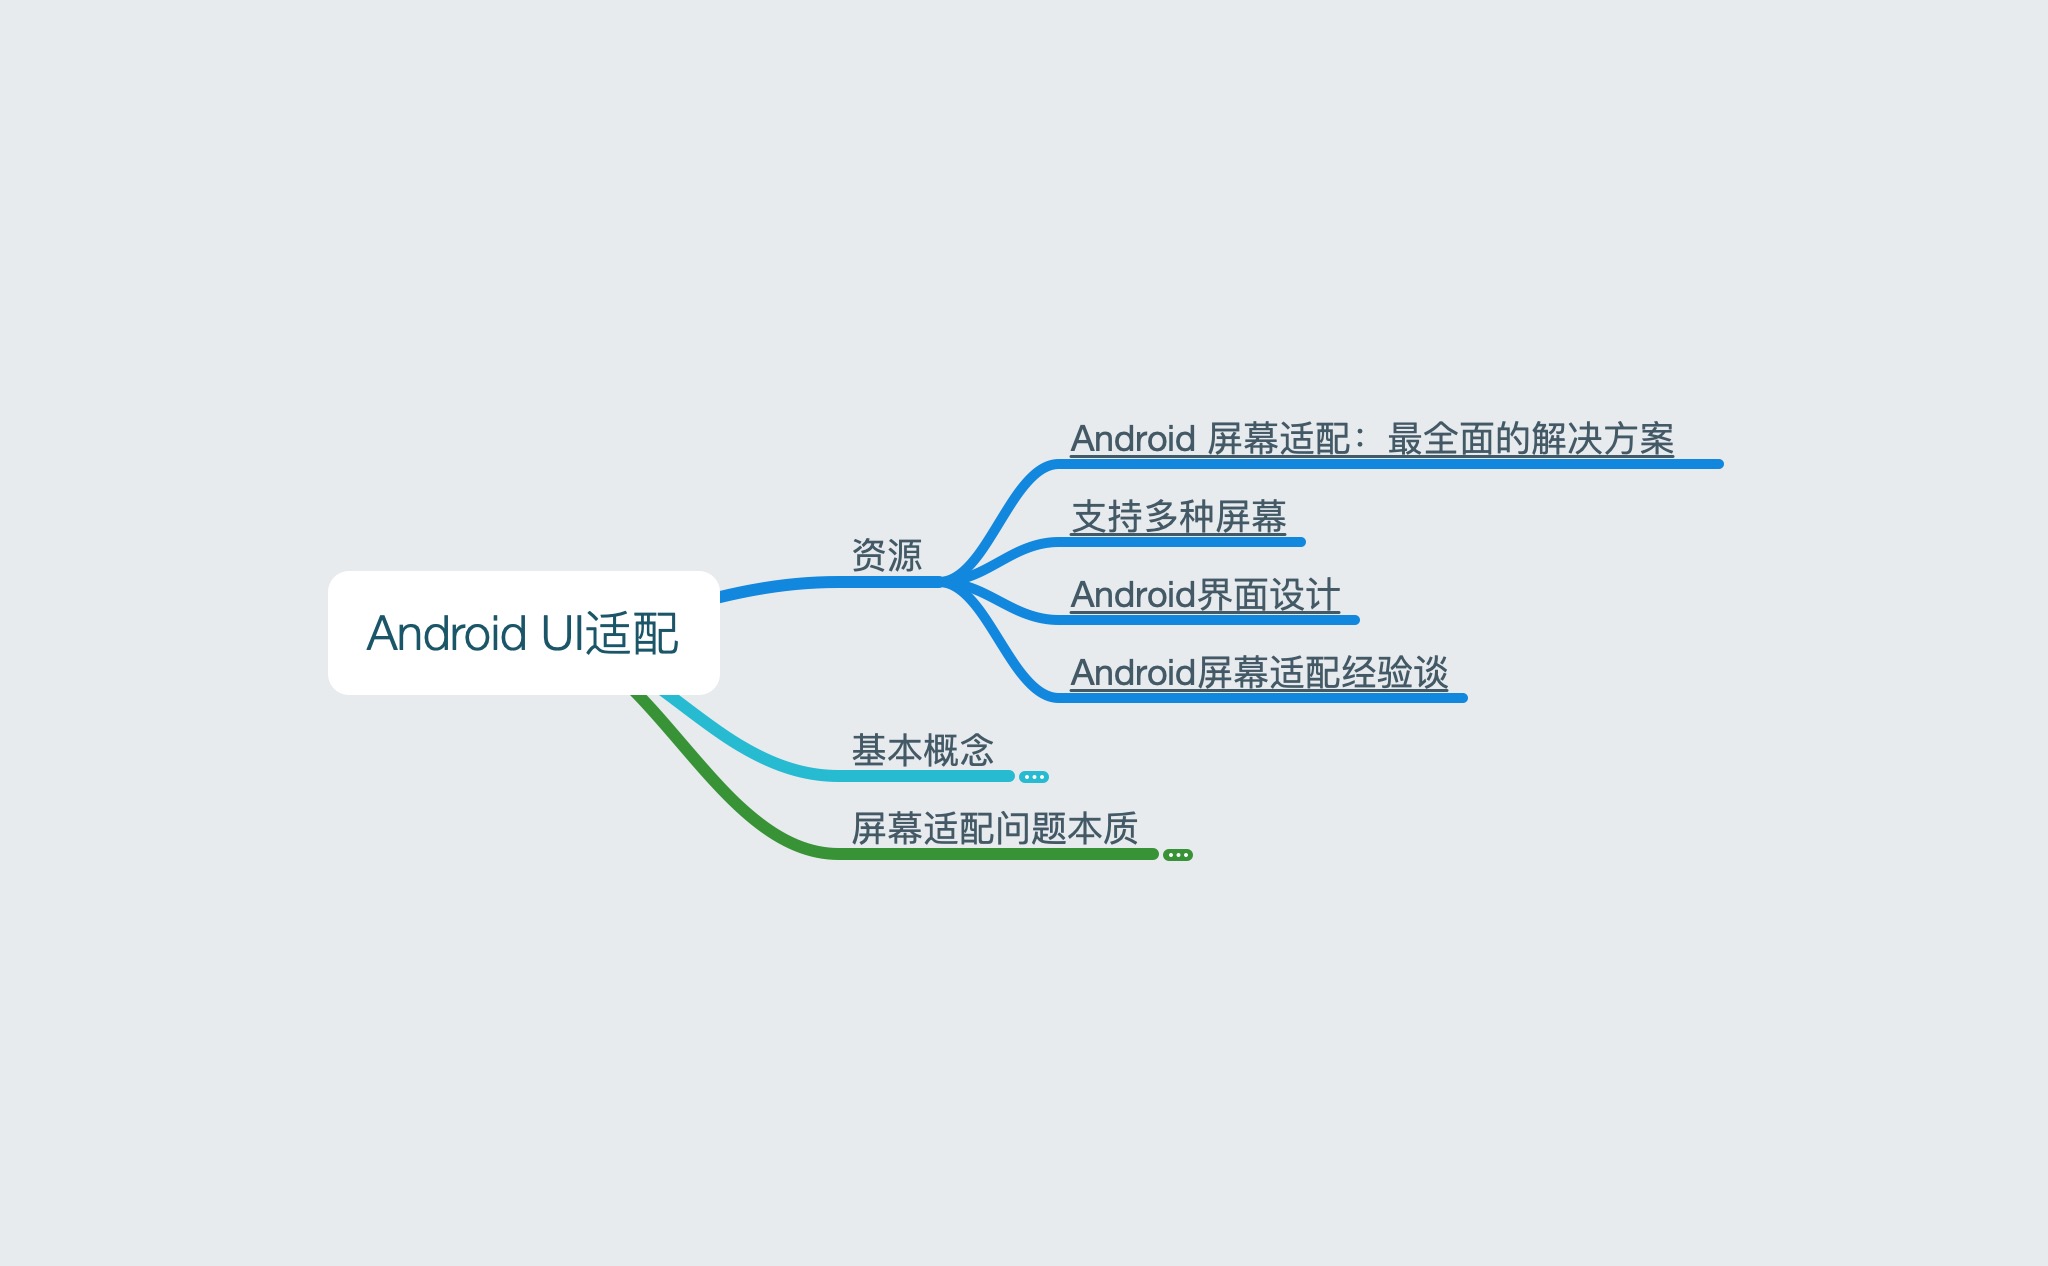 Android UI适配
资源
Android 屏幕适配：最全面的解决方案
支持多种屏幕
Android界面设计
Android屏幕适配经验谈
基本概念
屏幕适配问题本质